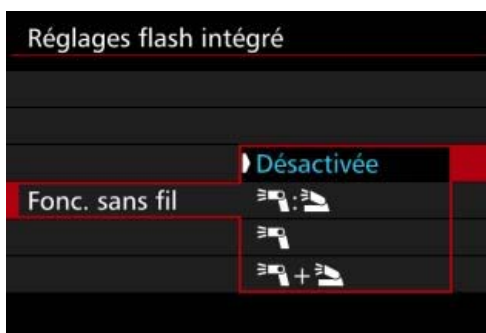 Réglages flash intégré
Désactivée
Fonc. sans fil
:
+